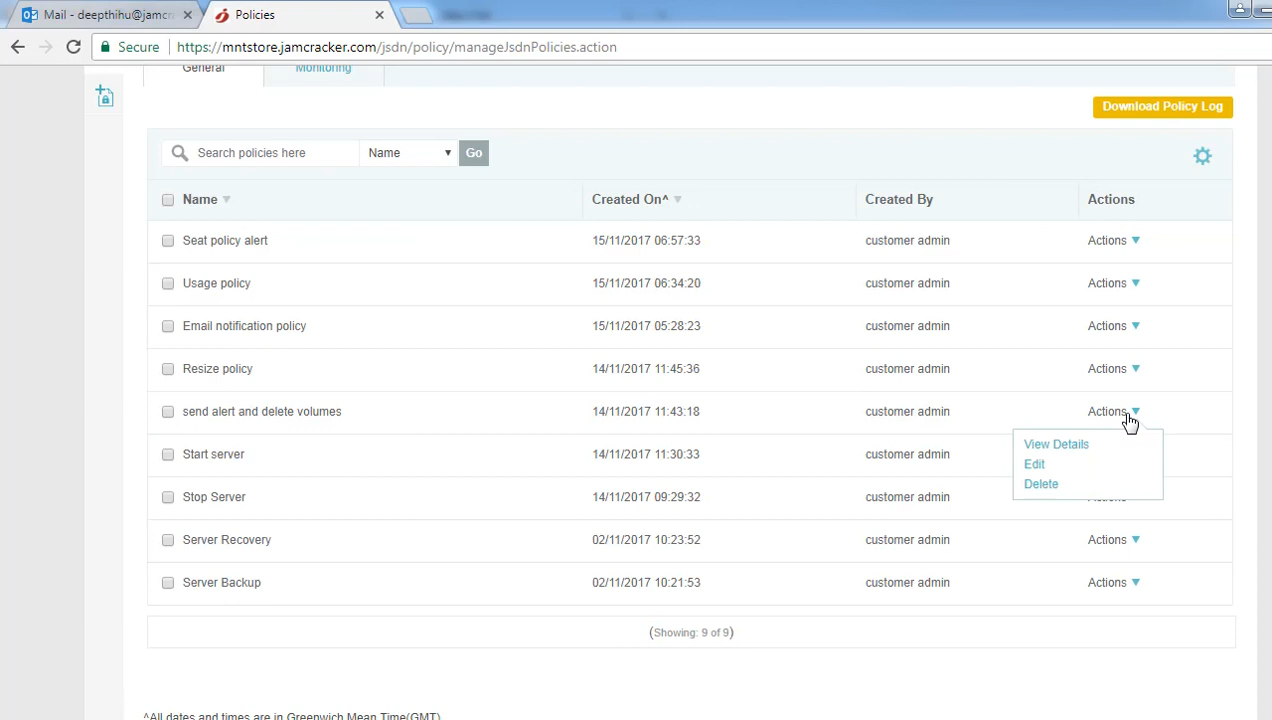 Mail - deepthihu@jamcr
Policies
Secure
https://mntstore.jamcracker.com/jsdn/policy/manageJsdnPolicies.action
General
Monitoring
Download Policy Log
Search policies here
Name
Go
Name
Created On^
Created By
Actions
Seat policy alert 15/11/2017 06:57:33 customer admin Actions
Usage policy 15/11/2017 06:34:20 customer admin Actions
Email notification policy 15/11/2017 05:28:23 customer admin Actions
Resize policy 14/11/2017 11:45:36 customer admin Actions
send alert and delete volumes 14/11/2017 11:43:18 customer admin Actions
View Details
Edit
Delete
Start server 14/11/2017 11:30:33 customer admin
Stop Server 14/11/2017 09:29:32 customer admin
Server Recovery 02/11/2017 10:23:52 customer admin Actions
Server Backup 02/11/2017 10:21:53 customer admin Actions
(Showing: 9 of 9)
^All dates and times are in Greenwich Mean Time(GMT)